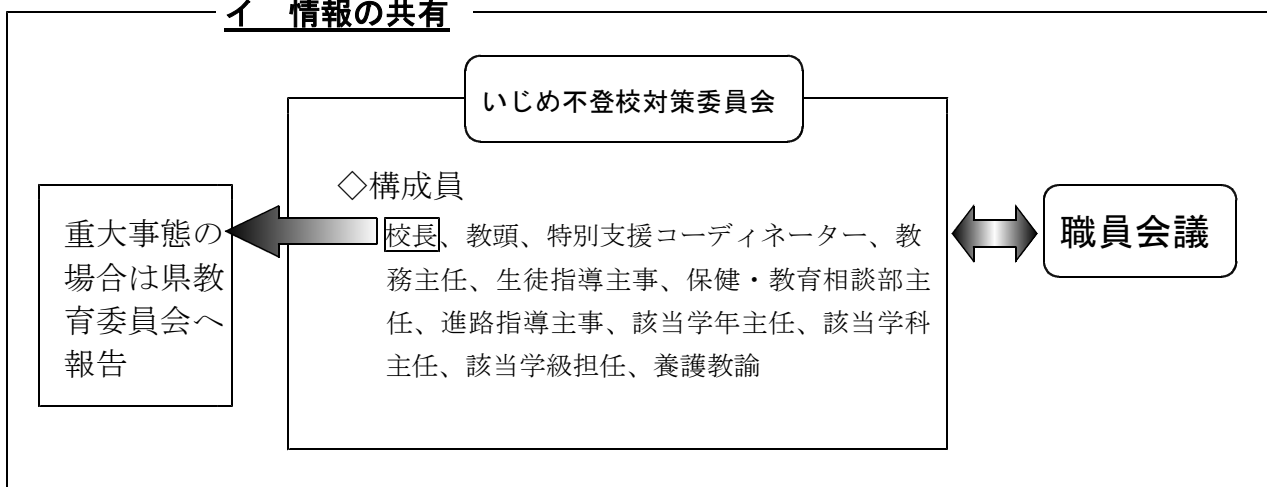 イ 情報の共有
いじめ不登校対策委員会
◇構成員
校長、教頭、特別支援コーディネーター、教
務主任、生徒指導主事、保健・教育相談部主
任、進路指導主事、該当学年主任、該当学科
主任、該当学級担任、養護教諭
重大事態の
場合は県教
育委員会へ
報告
職員会議